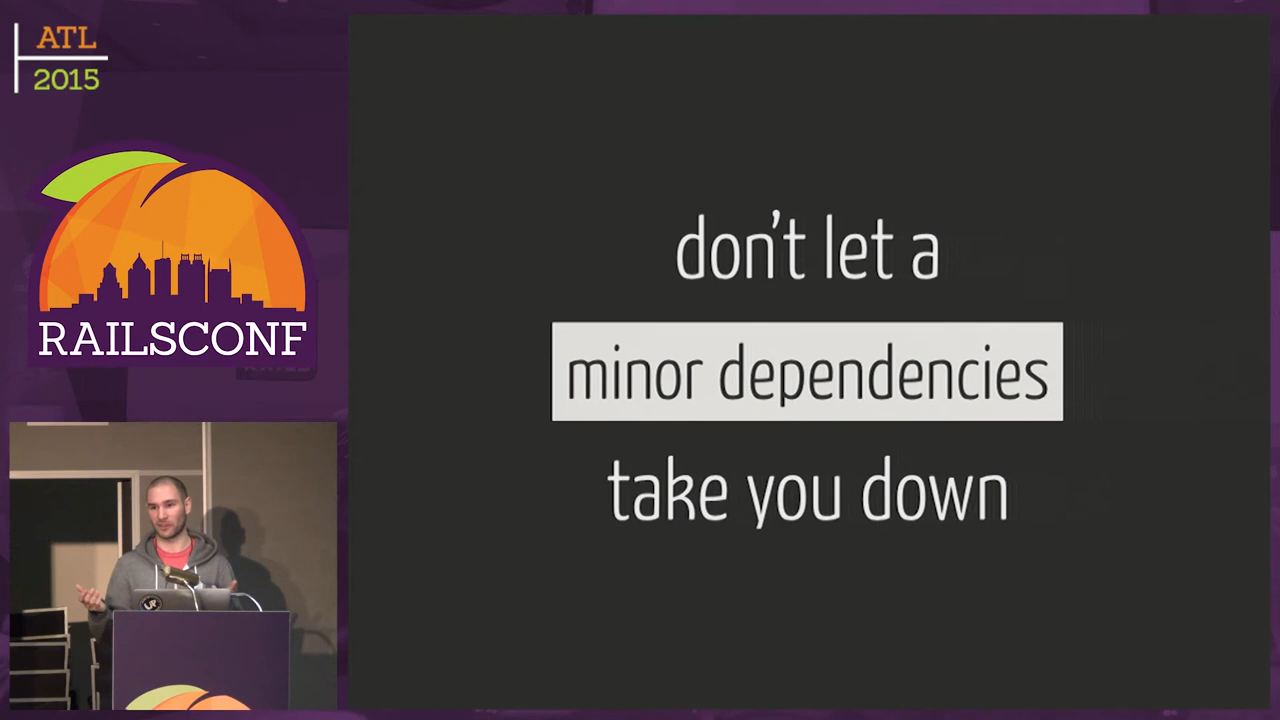 ATL
2015
RAILSCONF
don't let a
minor dependencies
take you down